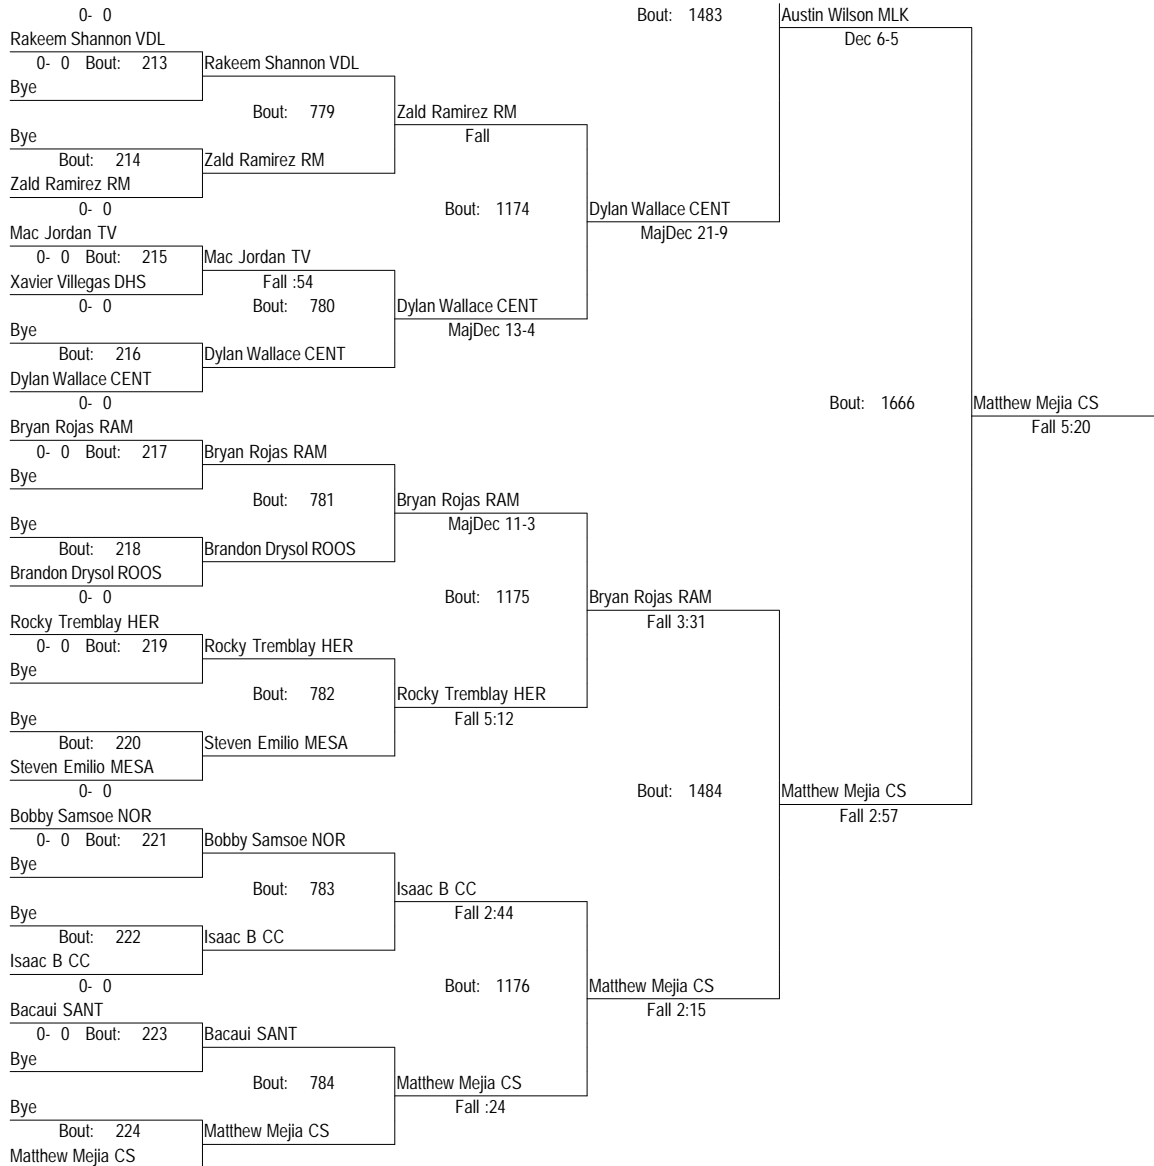 0- 0 Bout: 1483 Austin Wilson MLK
Rakeem Shannon VDL Dec 6-5
0- 0 Bout: 213 Rakeem Shannon VDL
Bye
Bout: 779 Zald Ramirez RM
Bye Fall
Bout: 214 Zald Ramirez RM
Zald Ramirez RM
0- 0 Bout: 1174 Dylan Wallace CENT
Mac Jordan TV MajDec 21-9
0- 0 Bout: 215 Mac Jordan TV
Xavier Villegas DHS Fall :54
0- 0 Bout: 780 Dylan Wallace CENT
Bye MajDec 13-4
Bout: 216 Dylan Wallace CENT
Dylan Wallace CENT
0- 0 Bout: 1666 Matthew Mejia CS
Bryan Rojas RAM Fall 5:20
0- 0 Bout: 217 Bryan Rojas RAM
Bye
Bout: 781 Bryan Rojas RAM
Bye MajDec 11-3
Bout: 218 Brandon Drysol ROOS
Brandon Drysol ROOS
0- 0 Bout: 1175 Bryan Rojas RAM
Rocky Tremblay HER Fall 3:31
0- 0 Bout: 219 Rocky Tremblay HER
Bye
Bout: 782 Rocky Tremblay HER
Bye Fall 5:12
Bout: 220 Steven Emilio MESA
Steven Emilio MESA
0- 0 Bout: 1484 Matthew Mejia CS
Bobby Samsoe NOR Fall 2:57
0- 0 Bout: 221 Bobby Samsoe NOR
Bye
Bout: 783 Isaac B CC
Bye Fall 2:44
Bout: 222 Isaac B CC
Isaac B CC
0- 0 Bout: 1176 Matthew Mejia CS
Bacaui SANT Fall 2:15
0- 0 Bout: 223 Bacaui SANT
Bye
Bout: 784 Matthew Mejia CS
Bye Fall :24
Bout: 224 Matthew Mejia CS
Matthew Mejia CS